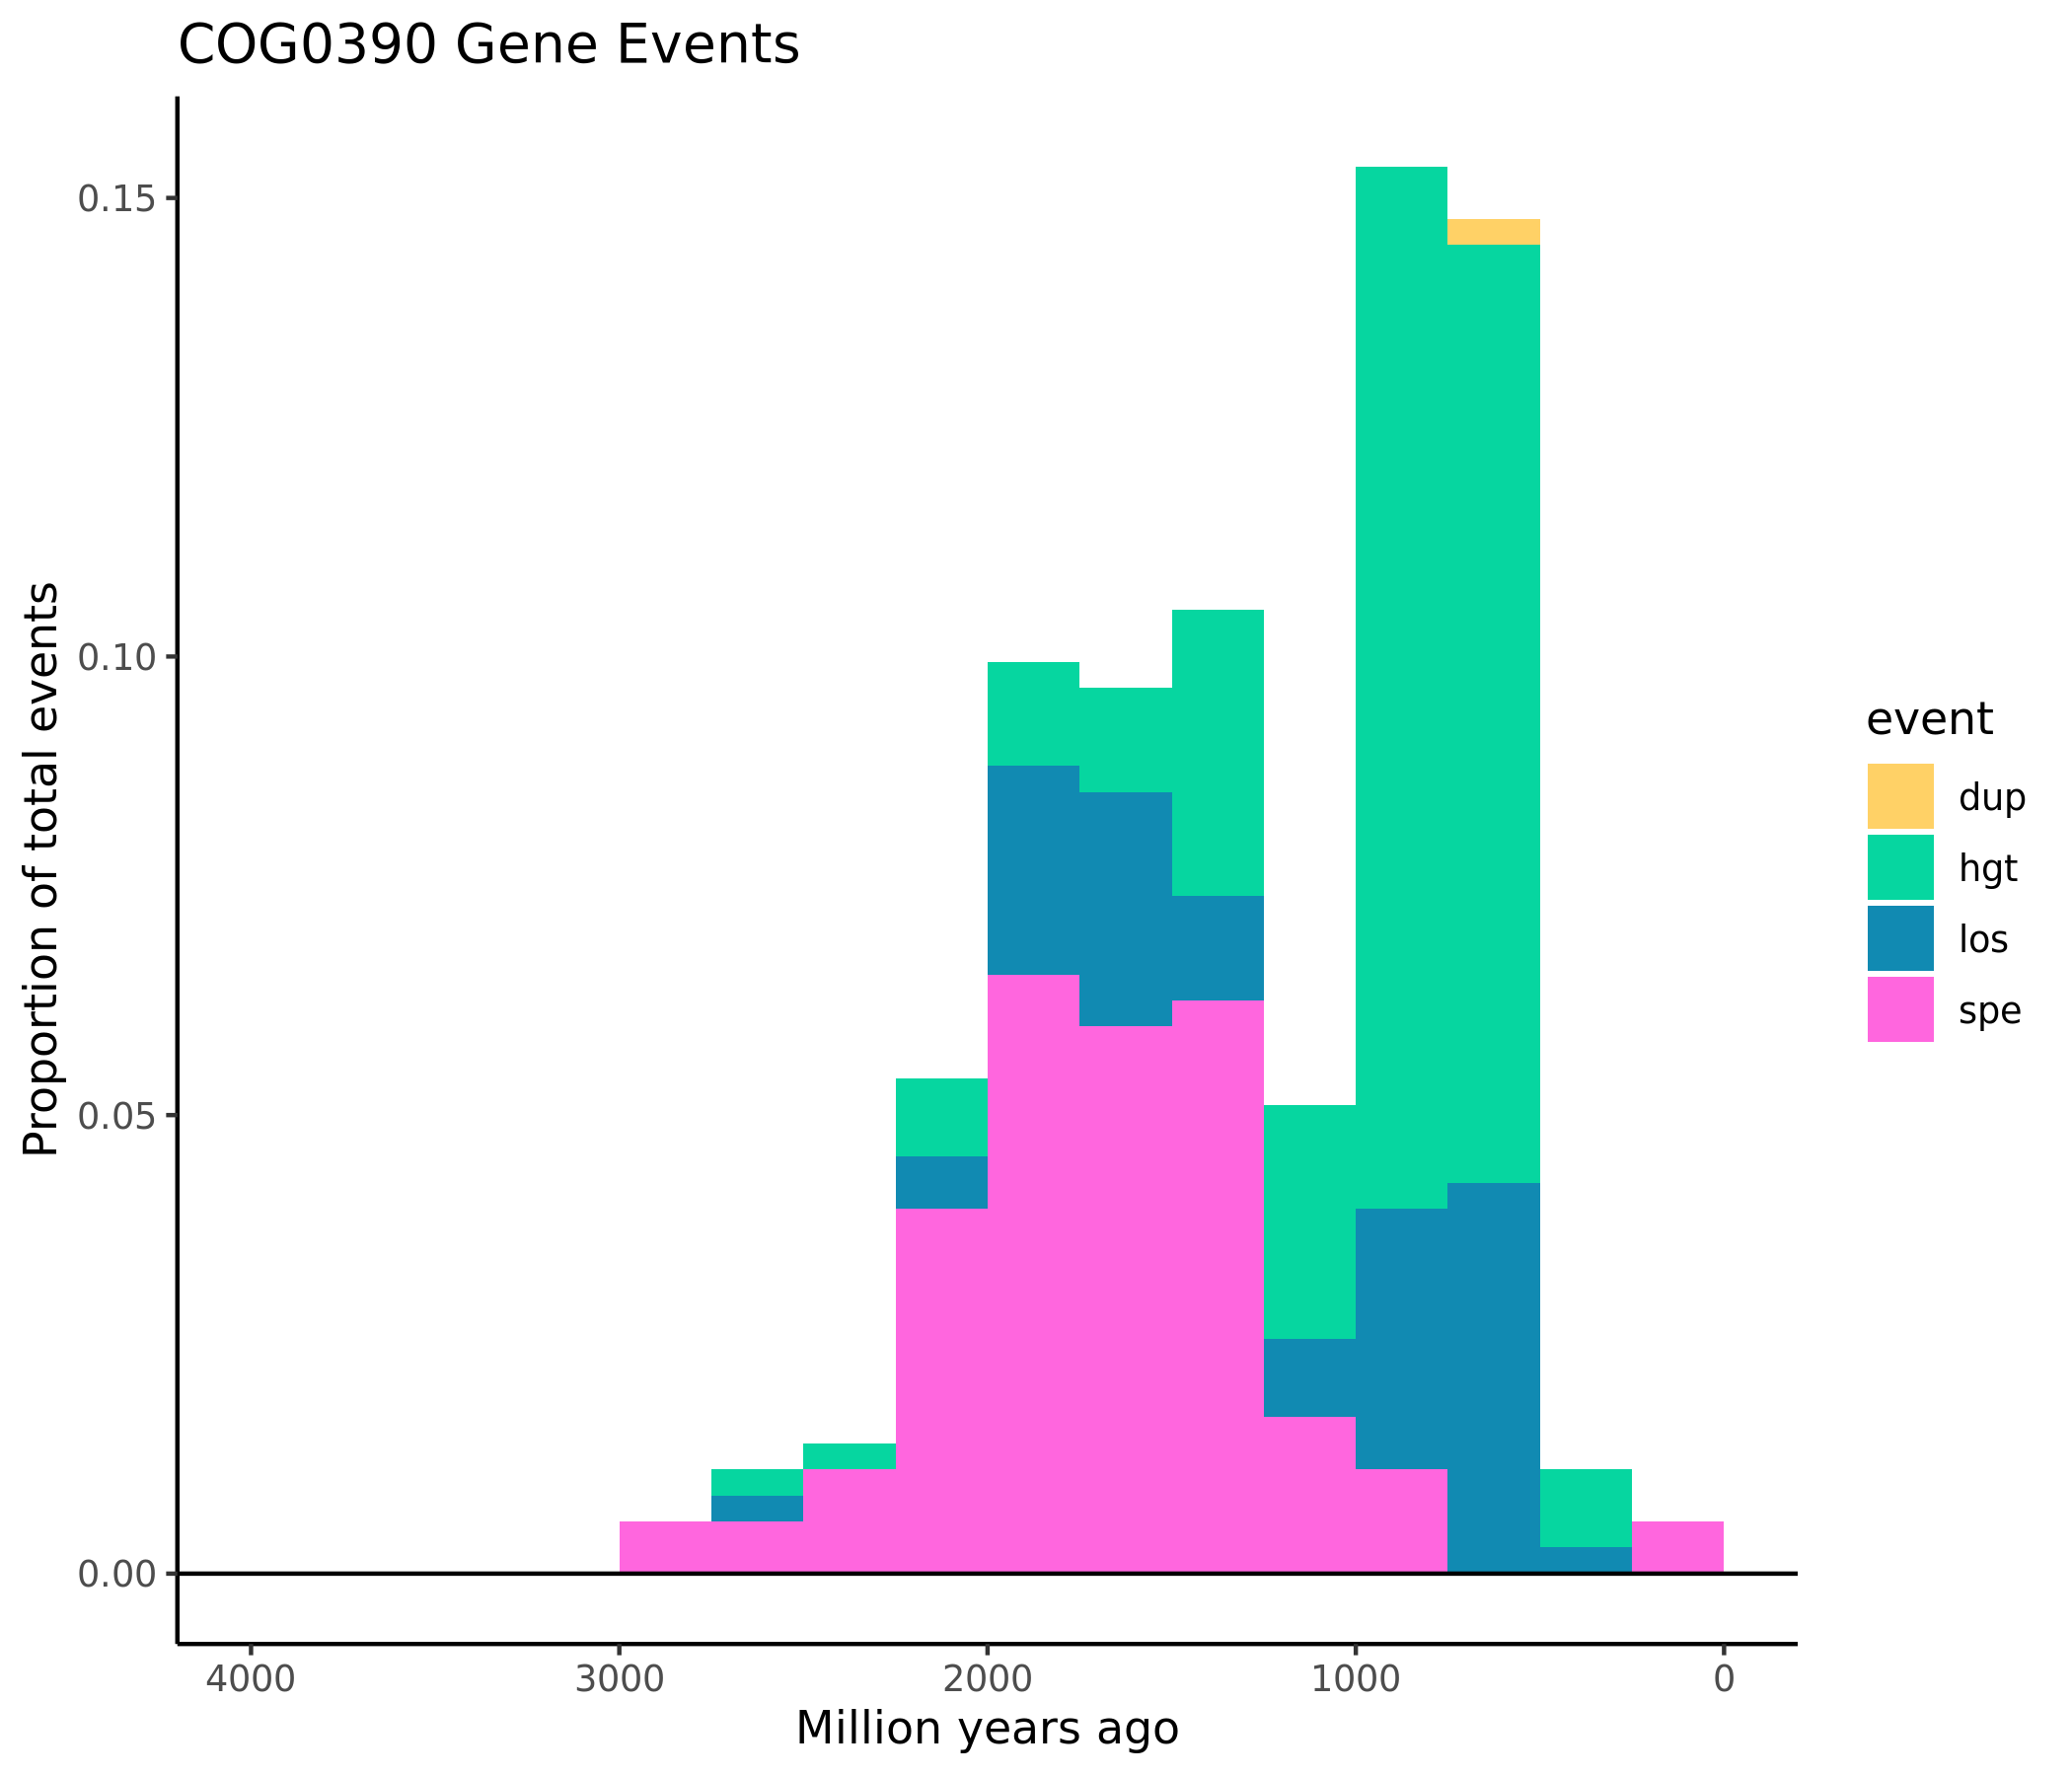 COG0390 Gene Events
Proportion of total events
0.15
0.10
0.05
0.00
4000
3000
2000
1000
0
Million years ago
event
dup
hgt
los
spe